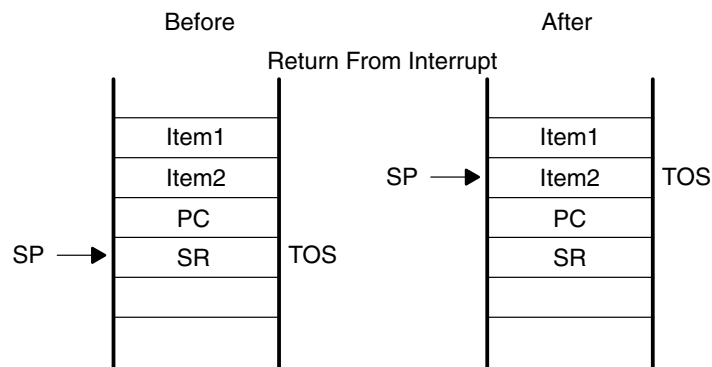 Before
After
Return From Interrupt
Item1
Item2
PC
SP
SR
TOS
Item1
SP
Item2
TOS
PC
SR